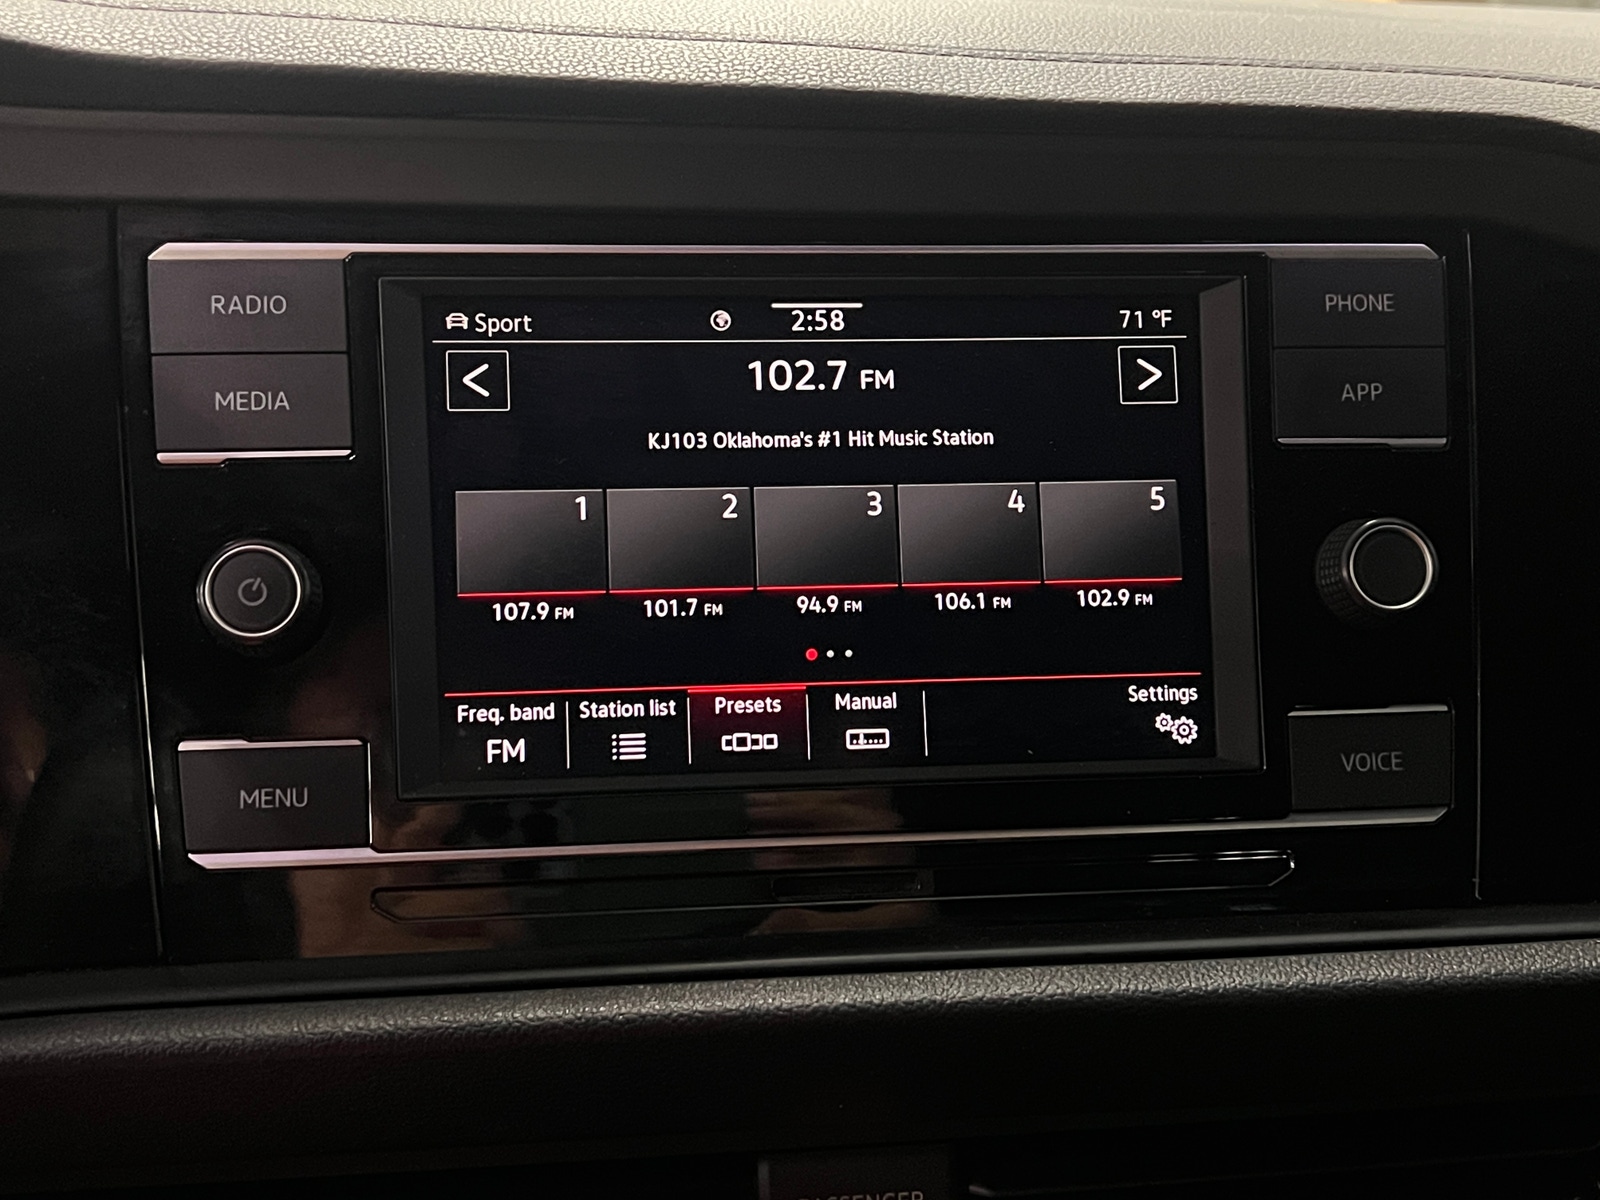 RADIO
MEDIA
MENU
Sport
2:58
71 °F
<
102.7 FM
>
KJ103 Oklahoma's #1 Hit Music Station
1
2
3
4
5
107.9 FM
101.7 FM
94.9 FM
106.1 FM
102.9 FM
Freq. band
FM
Station list
Presets
Manual
Settings
PHONE
APP
VOICE
PASSENGER